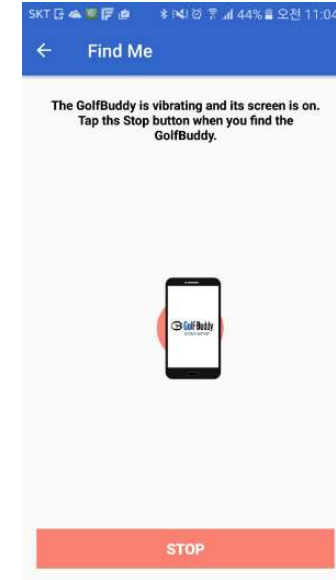 SKT 44% 오전 11:04
Find Me
The GolfBuddy is vibrating and its screen is on.
Tap ths Stop button when you find the
GolfBuddy.
GolfBuddy
STOP